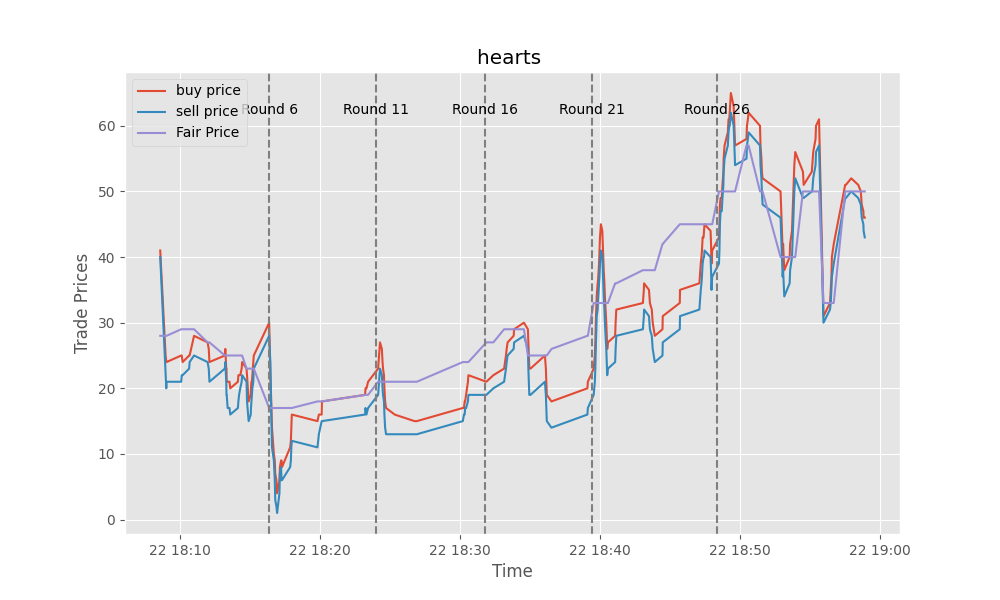 hearts
buy price
sell price
Fair Price
Round 6
Round 11
Round 16
Round 21
Round 26
Trade Prices
60
50
40
30
20
10
0
22 18:10
22 18:20
22 18:30
22 18:40
22 18:50
22 19:00
Time